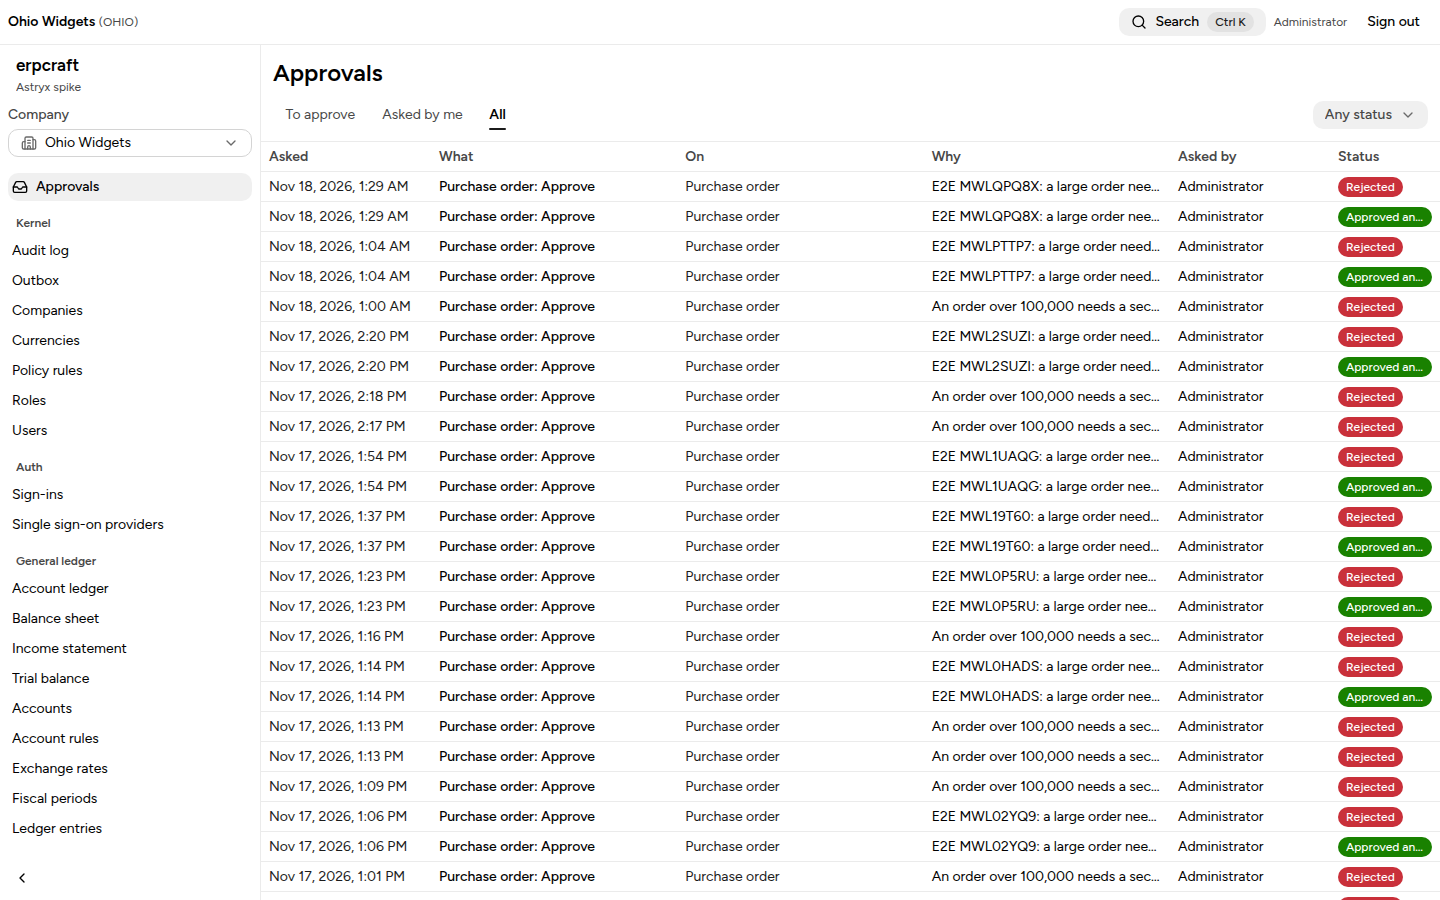 Ohio Widgets (OHIO) Search Ctrl K Administrator Sign out
erpcraft
Astryx spike
Company
Ohio Widgets
Approvals
Kernel
Audit log
Outbox
Companies
Currencies
Policy rules
Roles
Users
Auth
Sign-ins
Single sign-on providers
General ledger
Account ledger
Balance sheet
Income statement
Trial balance
Accounts
Account rules
Exchange rates
Fiscal periods
Ledger entries
Approvals
To approve Asked by me All Any status
Asked What On Why Asked by Status
Nov 18, 2026, 1:29 AM Purchase order: Approve Purchase order E2E MWLQPQ8X: a large order nee... Administrator Rejected
Nov 18, 2026, 1:29 AM Purchase order: Approve Purchase order E2E MWLQPQ8X: a large order nee... Administrator Approved an...
Nov 18, 2026, 1:04 AM Purchase order: Approve Purchase order E2E MWLPTTP7: a large order need... Administrator Rejected
Nov 18, 2026, 1:04 AM Purchase order: Approve Purchase order E2E MWLPTTP7: a large order need... Administrator Approved an...
Nov 18, 2026, 1:00 AM Purchase order: Approve Purchase order An order over 100,000 needs a sec... Administrator Rejected
Nov 17, 2026, 2:20 PM Purchase order: Approve Purchase order E2E MWL2SUZI: a large order need... Administrator Rejected
Nov 17, 2026, 2:20 PM Purchase order: Approve Purchase order E2E MWL2SUZI: a large order need... Administrator Approved an...
Nov 17, 2026, 2:18 PM Purchase order: Approve Purchase order An order over 100,000 needs a sec... Administrator Rejected
Nov 17, 2026, 2:17 PM Purchase order: Approve Purchase order An order over 100,000 needs a sec... Administrator Rejected
Nov 17, 2026, 1:54 PM Purchase order: Approve Purchase order E2E MWL1UAQG: a large order nee... Administrator Rejected
Nov 17, 2026, 1:54 PM Purchase order: Approve Purchase order E2E MWL1UAQG: a large order nee... Administrator Approved an...
Nov 17, 2026, 1:37 PM Purchase order: Approve Purchase order E2E MWL19T60: a large order need... Administrator Rejected
Nov 17, 2026, 1:37 PM Purchase order: Approve Purchase order E2E MWL19T60: a large order need... Administrator Approved an...
Nov 17, 2026, 1:23 PM Purchase order: Approve Purchase order E2E MWL0P5RU: a large order nee... Administrator Rejected
Nov 17, 2026, 1:23 PM Purchase order: Approve Purchase order E2E MWL0P5RU: a large order nee... Administrator Approved an...
Nov 17, 2026, 1:16 PM Purchase order: Approve Purchase order An order over 100,000 needs a sec... Administrator Rejected
Nov 17, 2026, 1:14 PM Purchase order: Approve Purchase order E2E MWL0HADS: a large order nee... Administrator Rejected
Nov 17, 2026, 1:14 PM Purchase order: Approve Purchase order E2E MWL0HADS: a large order nee... Administrator Approved an...
Nov 17, 2026, 1:13 PM Purchase order: Approve Purchase order An order over 100,000 needs a sec... Administrator Rejected
Nov 17, 2026, 1:13 PM Purchase order: Approve Purchase order An order over 100,000 needs a sec... Administrator Rejected
Nov 17, 2026, 1:09 PM Purchase order: Approve Purchase order An order over 100,000 needs a sec... Administrator Rejected
Nov 17, 2026, 1:06 PM Purchase order: Approve Purchase order E2E MWL02YQ9: a large order nee... Administrator Rejected
Nov 17, 2026, 1:06 PM Purchase order: Approve Purchase order E2E MWL02YQ9: a large order nee... Administrator Approved an...
Nov 17, 2026, 1:01 PM Purchase order: Approve Purchase order An order over 100,000 needs a sec... Administrator Rejected